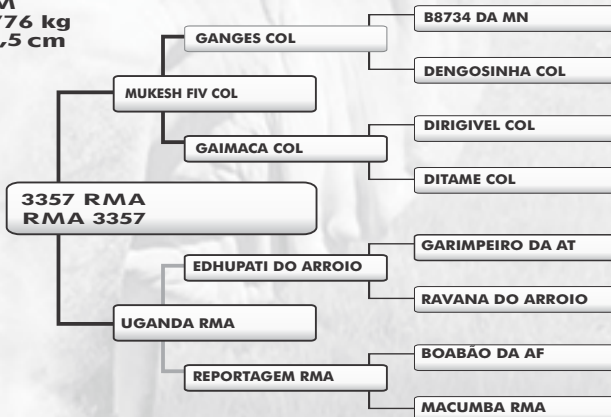 M
776 kg
,5 cm
GANGES COL
B8734 DA MN
DENGOSINHA COL
MUKESH FIV COL
GAIMACA COL
DIRIGIVEL COL
DITAME COL
3357 RMA
RMA 3357
EDHUPATI DO ARROIO
GARIMPEIRO DA AT
RAVANA DO ARROIO
UGANDA RMA
REPORTAGEM RMA
BOABÃO DA AF
MACUMBA RMA